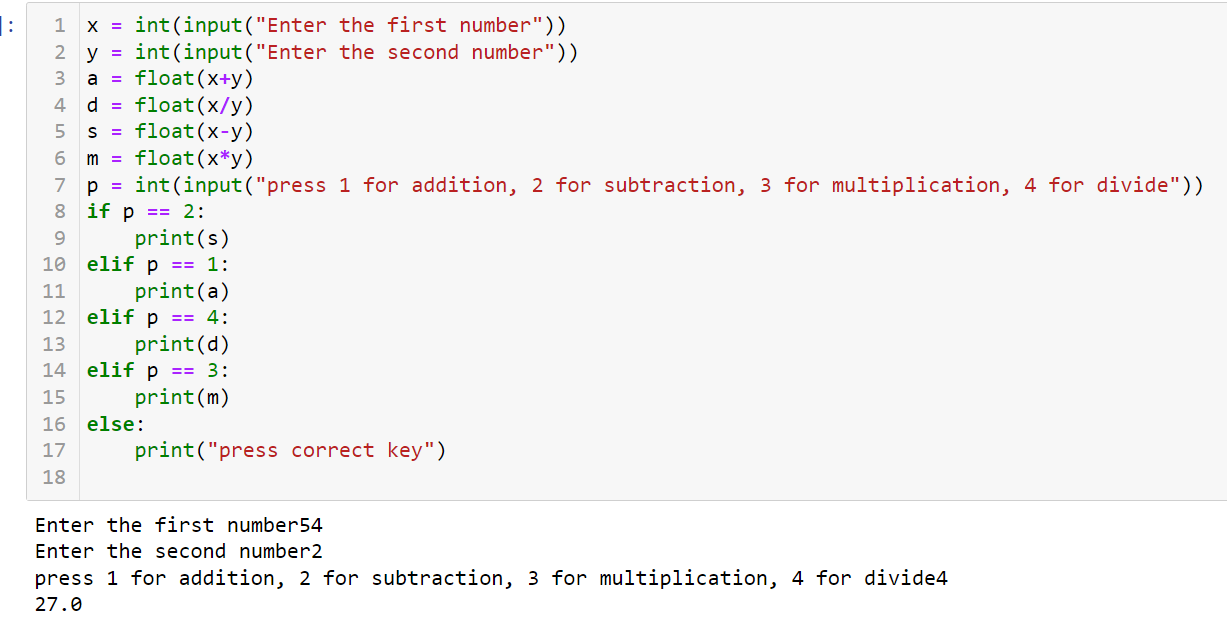 ]:
1 x = int(input("Enter the first number"))
2 y = int(input("Enter the second number"))
3 a = float(x+y)
4 d = float(x/y)
5 s = float(x-y)
6 m = float(x*y)
7 p = int(input("press 1 for addition, 2 for subtraction, 3 for multiplication, 4 for divide"))
8 if p == 2:
9     print(s)
10 elif p == 1:
11     print(a)
12 elif p == 4:
13     print(d)
14 elif p == 3:
15     print(m)
16 else:
17     print("press correct key")
18
Enter the first number54
Enter the second number2
press 1 for addition, 2 for subtraction, 3 for multiplication, 4 for divide4
27.0